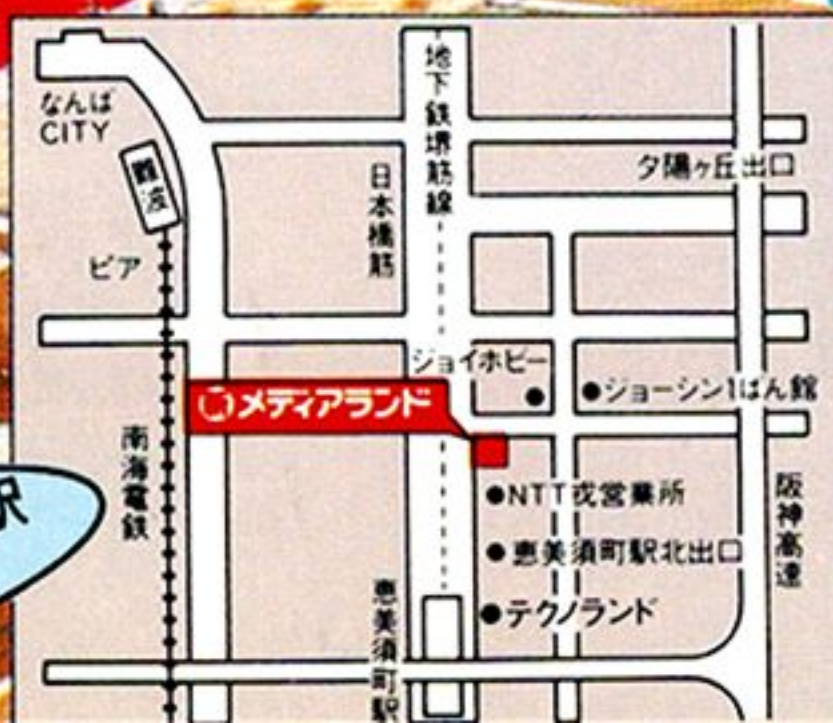 なんば
CITY
難波
地下鉄堺筋線
夕陽ヶ丘出口
日本橋筋
ピア
ジョイホビー
メディアランド
ジョーシン1ばん館
南海電鉄
NTT戎営業所
阪神高速
恵美須町駅北出口
テクノランド
恵美須町駅
駅